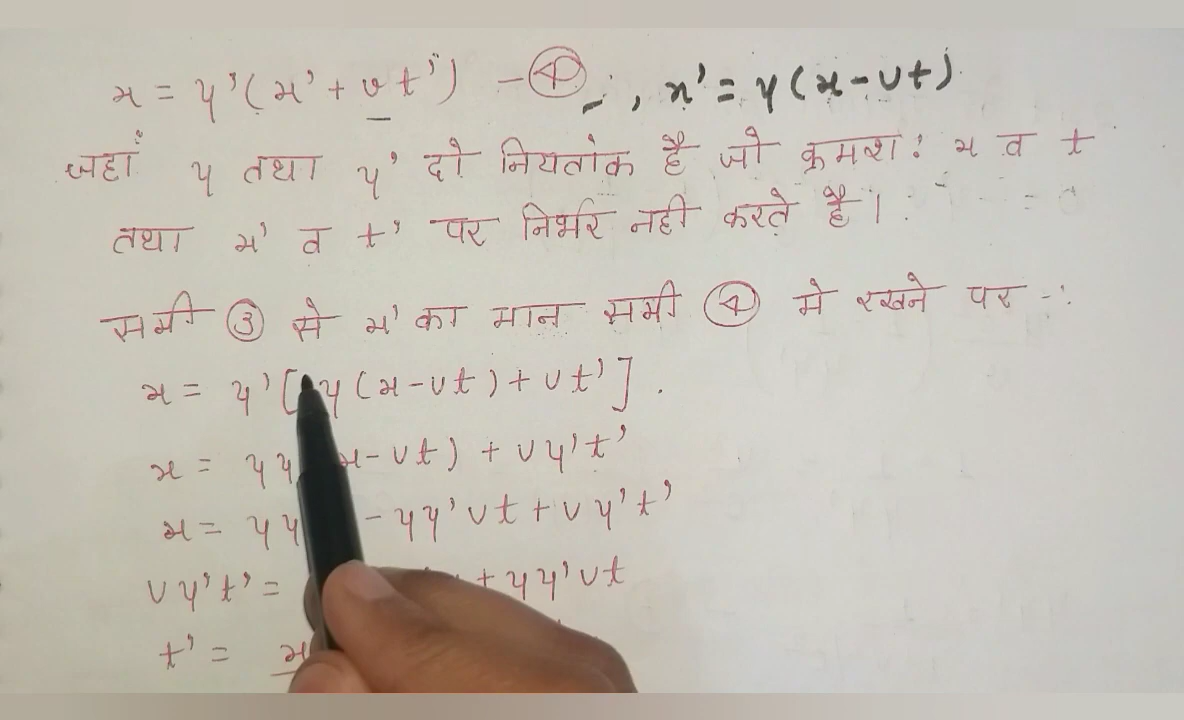 x = γ'(x' + vt') - ④ , x' = γ(x - vt)
जहाँ γ तथा γ' दो नियतांक है जो क्रमश: x व t
तथा x' व t' पर निर्भर नही करते है।
समी ③ से x' का मान समी ④ मे रखने पर -:
x = γ'[γ(x - vt) + vt'].
x = γγ x - vt) + vγ't'
x = γγ - γγ'vt + vγ't'
vγ't' = + γγ'vt
t' = x